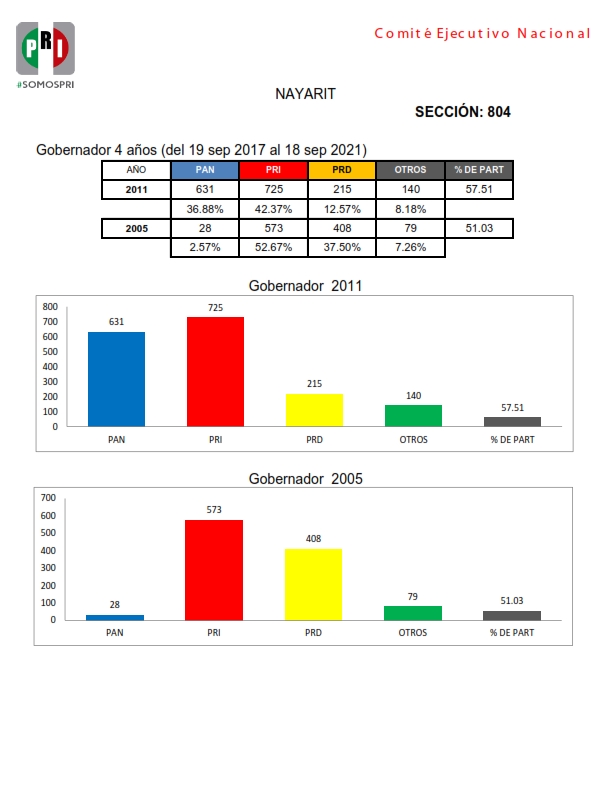 PRI
#SOMOSPRI
Comité Ejecutivo Nacional
NAYARIT
SECCIÓN: 804
Gobernador 4 años (del 19 sep 2017 al 18 sep 2021)
AÑO PAN PRI PRD OTROS % DE PART
2011 631 725 215 140 57.51
36.88% 42.37% 12.57% 8.18%
2005 28 573 408 79 51.03
2.57% 52.67% 37.50% 7.26%
Gobernador 2011
800
700
600
500
400
300
200
100
0
631
725
215
140
57.51
PAN PRI PRD OTROS % DE PART
Gobernador 2005
700
600
500
400
300
200
100
0
28
573
408
79
51.03
PAN PRI PRD OTROS % DE PART